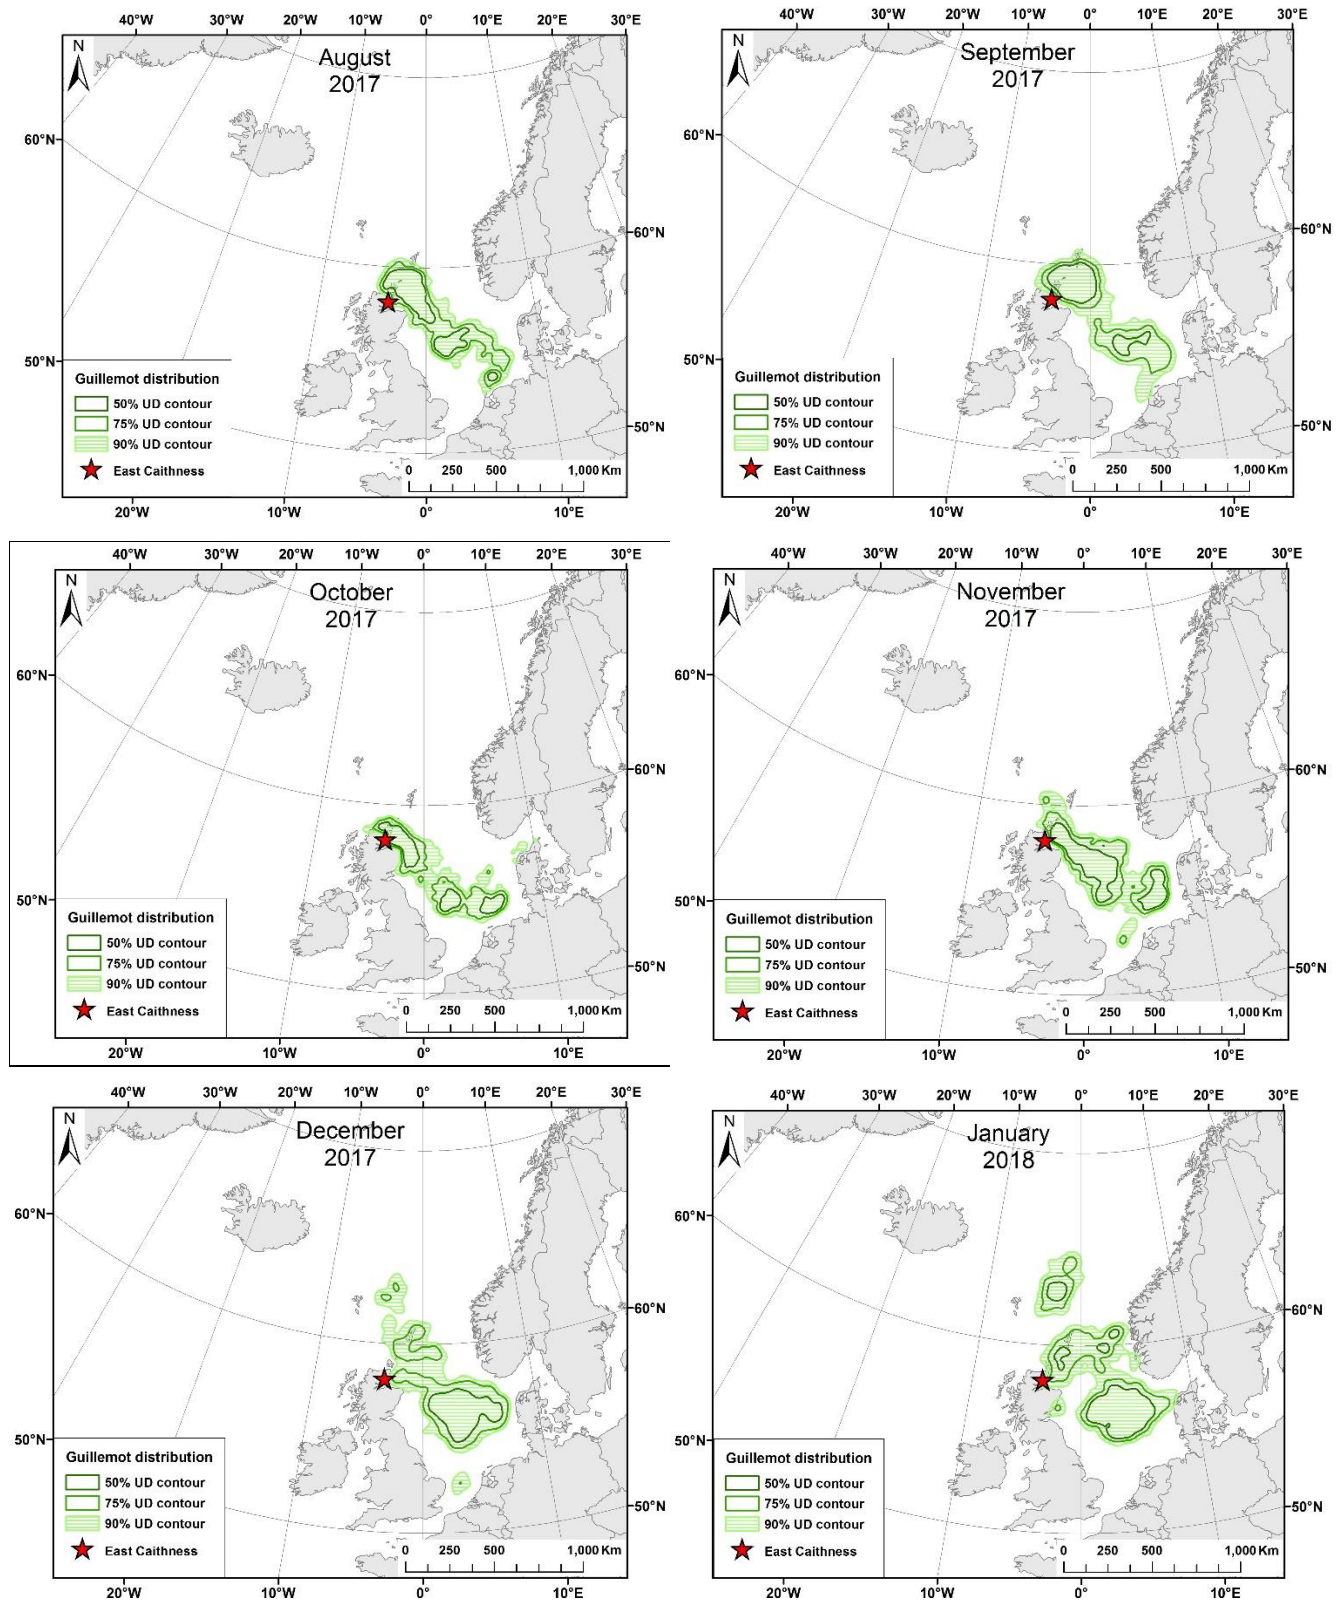 40°W 30°W 20°W 10°W 0° 10°E 20°E 30°E
N
August
2017
60°N
60°N
50°N
50°N
Guillemot distribution
50% UD contour
75% UD contour
90% UD contour
East Caithness
0 250 500 1,000 Km
20°W 10°W 0° 10°E
40°W 30°W 20°W 10°W 0° 10°E 20°E 30°E
N
September
2017
60°N
60°N
50°N
50°N
Guillemot distribution
50% UD contour
75% UD contour
90% UD contour
East Caithness
0 250 500 1,000 Km
20°W 10°W 0° 10°E
40°W 30°W 20°W 10°W 0° 10°E 20°E 30°E
N
October
2017
60°N
60°N
50°N
50°N
Guillemot distribution
50% UD contour
75% UD contour
90% UD contour
East Caithness
0 250 500 1,000 Km
20°W 10°W 0° 10°E
40°W 30°W 20°W 10°W 0° 10°E 20°E 30°E
N
November
2017
60°N
60°N
50°N
50°N
Guillemot distribution
50% UD contour
75% UD contour
90% UD contour
East Caithness
0 250 500 1,000 Km
10°W 0° 10°E
40°W 30°W 20°W 10°W 0° 10°E 20°E 30°E
N
December
2017
60°N
60°N
50°N
50°N
Guillemot distribution
50% UD contour
75% UD contour
90% UD contour
East Caithness
0 250 500 1,000 Km
20°W 10°W 0° 10°E
40°W 30°W 20°W 10°W 0° 10°E 20°E 30°E
N
January
2018
60°N
60°N
50°N
50°N
Guillemot distribution
50% UD contour
75% UD contour
90% UD contour
East Caithness
0 250 500 1,000 Km
10°W 0° 10°E